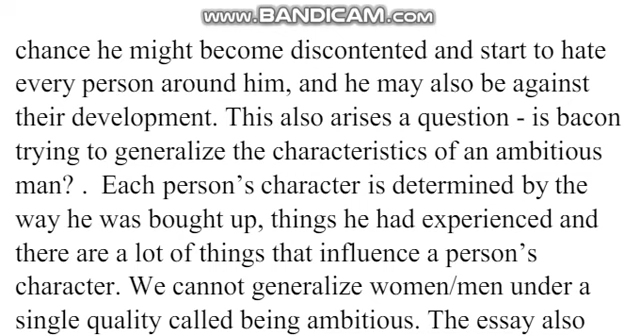 www.BANDICAM.com
chance he might become discontented and start to hate
every person around him, and he may also be against
their development. This also arises a question - is bacon
trying to generalize the characteristics of an ambitious
man? .  Each person’s character is determined by the
way he was bought up, things he had experienced and
there are a lot of things that influence a person’s
character. We cannot generalize women/men under a
single quality called being ambitious. The essay also